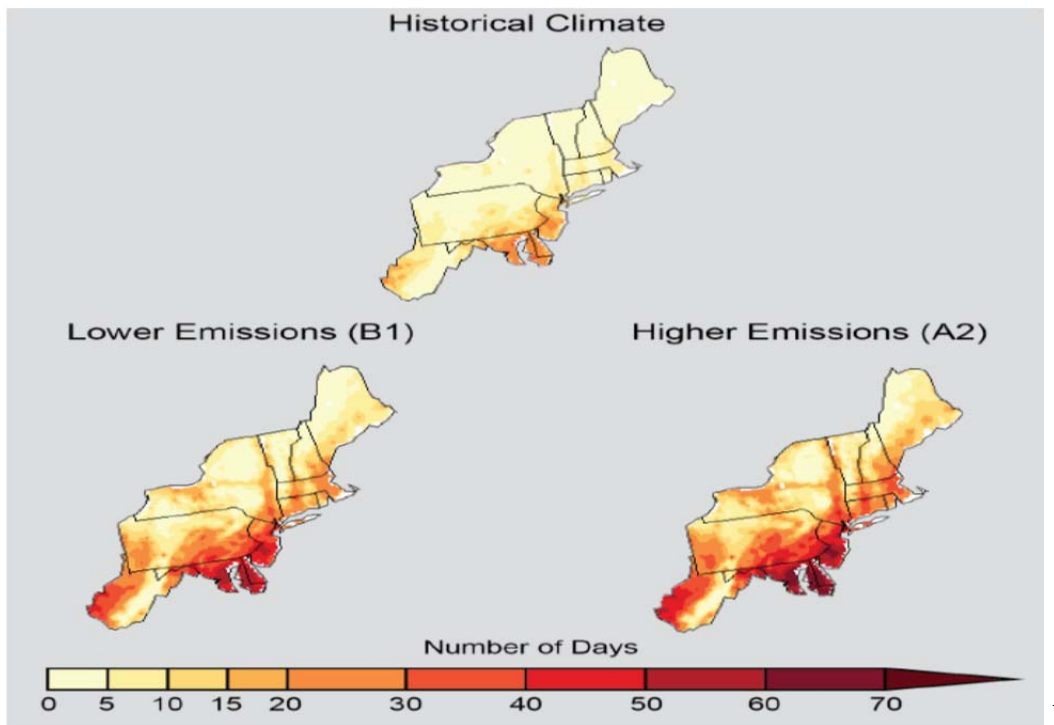 Historical Climate
Lower Emissions (B1)
Higher Emissions (A2)
Number of Days
0 5 10 15 20 30 40 50 60 70